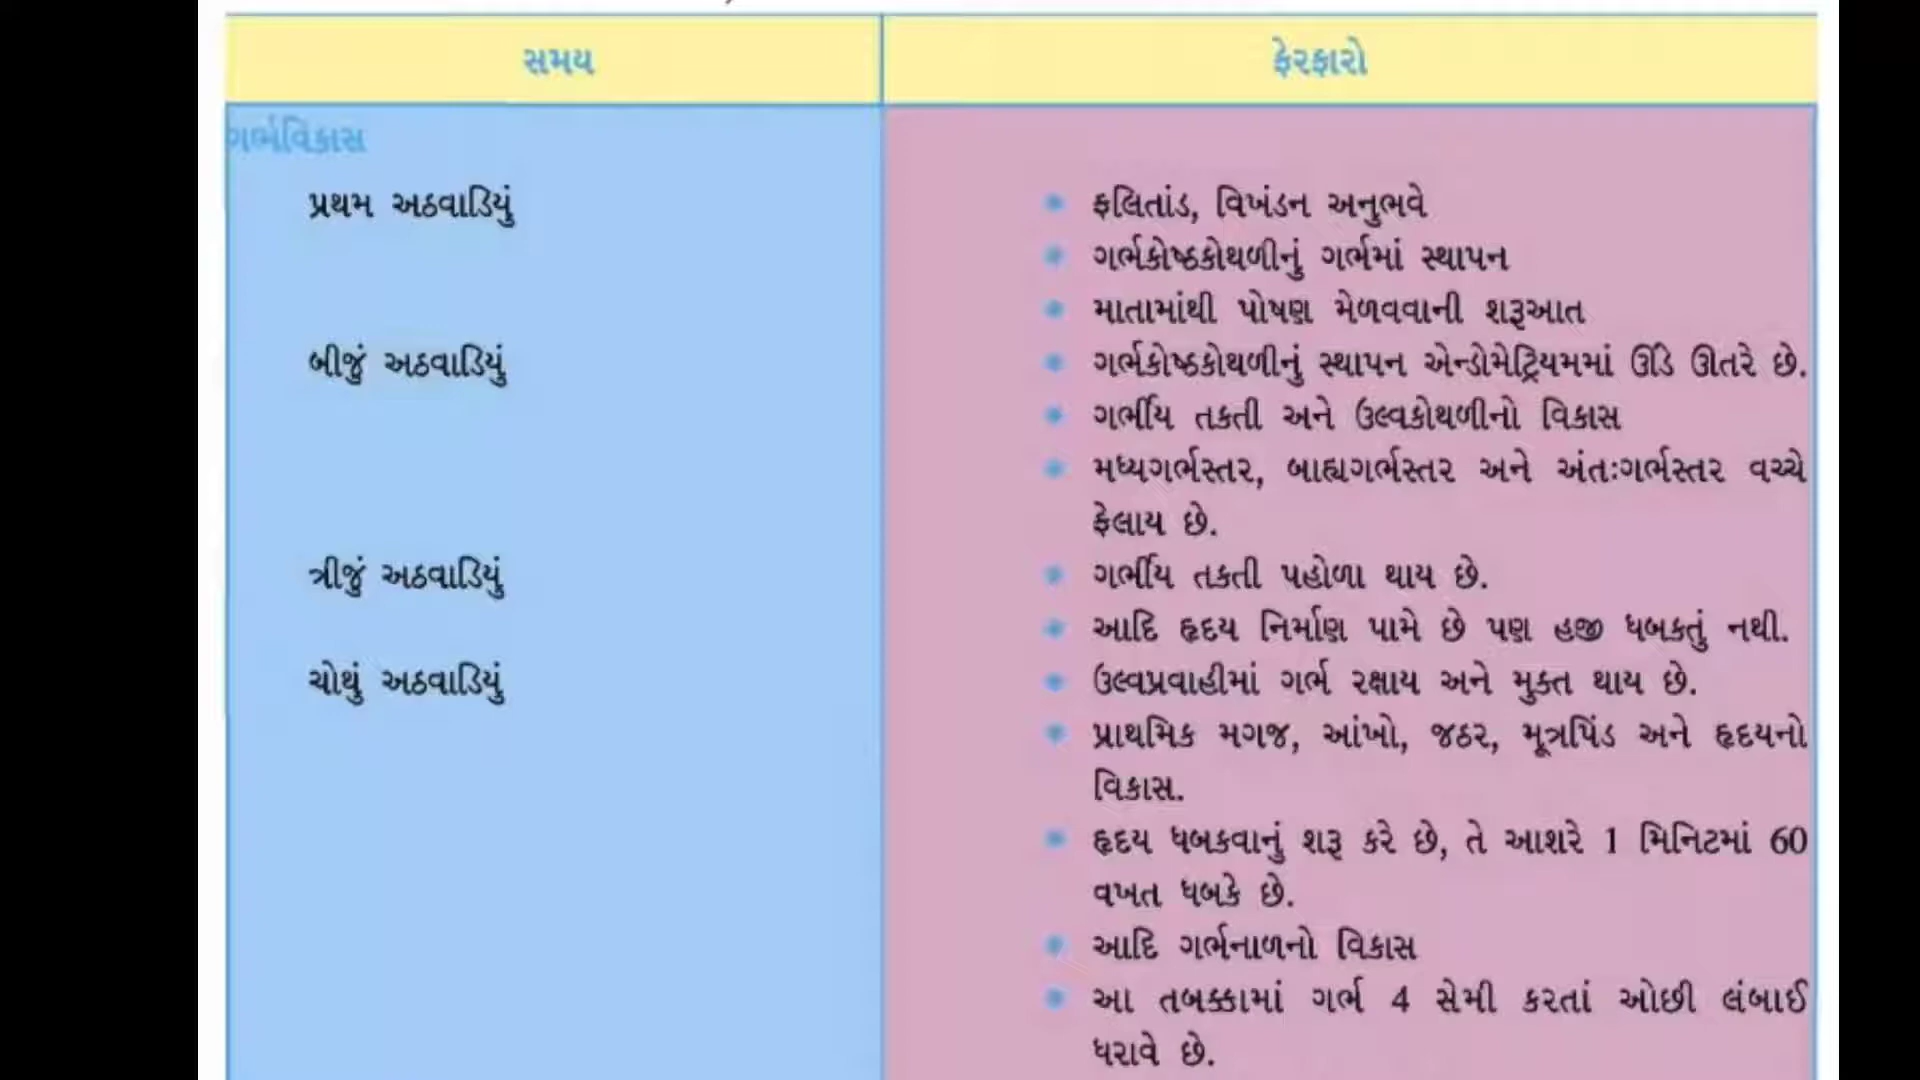 સમય ફેરફારો
ગર્ભવિકાસ
પ્રથમ અઠવાડિયું ફલિતાંડ, વિખંડન અનુભવે
ગર્ભકોષ્ઠકોથળીનું ગર્ભમાં સ્થાપન
માતામાંથી પોષણ મેળવવાની શરૂઆત
બીજું અઠવાડિયું ગર્ભકોષ્ઠકોથળીનું સ્થાપન એન્ડોમેટ્રિયમમાં ઊંડે ઊતરે છે.
ગર્ભીય તકતી અને ઉલ્વકોથળીનો વિકાસ
મધ્યગર્ભસ્તર, બાહ્યગર્ભસ્તર અને અંતઃગર્ભસ્તર વચ્ચે
ફેલાય છે.
ત્રીજું અઠવાડિયું ગર્ભીય તકતી પહોળા થાય છે.
આદિ હૃદય નિર્માણ પામે છે પણ હજી ધબકતું નથી.
ચોથું અઠવાડિયું ઉલ્વપ્રવાહીમાં ગર્ભ રક્ષાય અને મુક્ત થાય છે.
પ્રાથમિક મગજ, આંખો, જઠર, મૂત્રપિંડ અને હૃદયનો
વિકાસ.
હૃદય ધબકવાનું શરૂ કરે છે, તે આશરે 1 મિનિટમાં 60
વખત ધબકે છે.
આદિ ગર્ભનાળનો વિકાસ
આ તબક્કામાં ગર્ભ 4 સેમી કરતાં ઓછી લંબાઈ
ધરાવે છે.